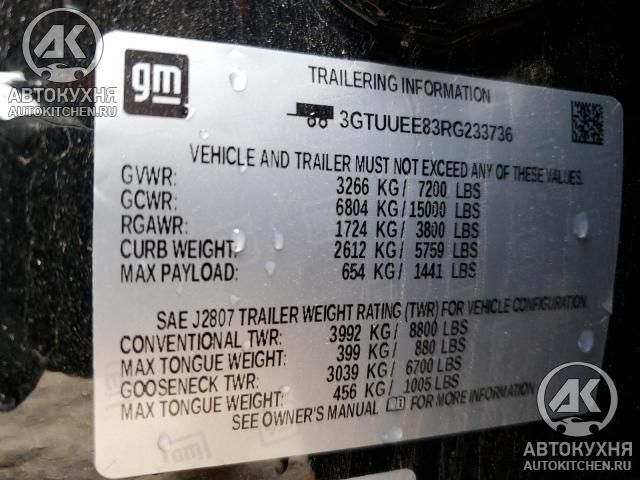 AK
АВТОКУХНЯ
AUTOKITCHEN.RU
gm
TRAILERING INFORMATION
3GTUUEE83RG233736
VEHICLE AND TRAILER MUST NOT EXCEED ANY OF THESE VALUES.
GVWR: 3266 KG/ 7200 LBS
GCWR: 6804 KG/15000 LBS
RGAWR: 1724 KG/ 3800 LBS
CURB WEIGHT: 2612 KG/ 5759 LBS
MAX PAYLOAD: 654 KG/ 1441 LBS
SAE J2807 TRAILER WEIGHT RATING (TWR) FOR VEHICLE CONFIGURATION.
CONVENTIONAL TWR: 3992 KG/ 8800 LBS
MAX TONGUE WEIGHT: 399 KG/ 880 LBS
GOOSENECK TWR: 3039 KG/ 6700 LBS
MAX TONGUE WEIGHT: 456 KG/ 1005 LBS
SEE OWNER'S MANUAL FOR MORE INFORMATION
gm
AK
АВТОКУХНЯ
AUTOKITCHEN.RU